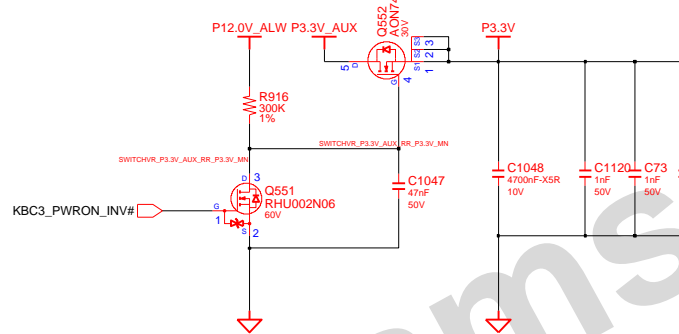 P12.0V_ALW P3.3V_AUX
Q552
AON74
30V
P3.3V
S3 3
S2 2
S1 1
5 D
G 4
R916
300K
1%
SWITCHVR_P3.3V_AUX_RR_P3.3V_MN
SWITCHVR_P3.3V_AUX_RR_P3.3V_MN
D 3
Q551
RHU002N06
60V
KBC3_PWRON_INV#
G
1
S 2
C1047
47nF
50V
C1048
4700nF-X5R
10V
C1120
1nF
50V
C73
1nF
50V
ms